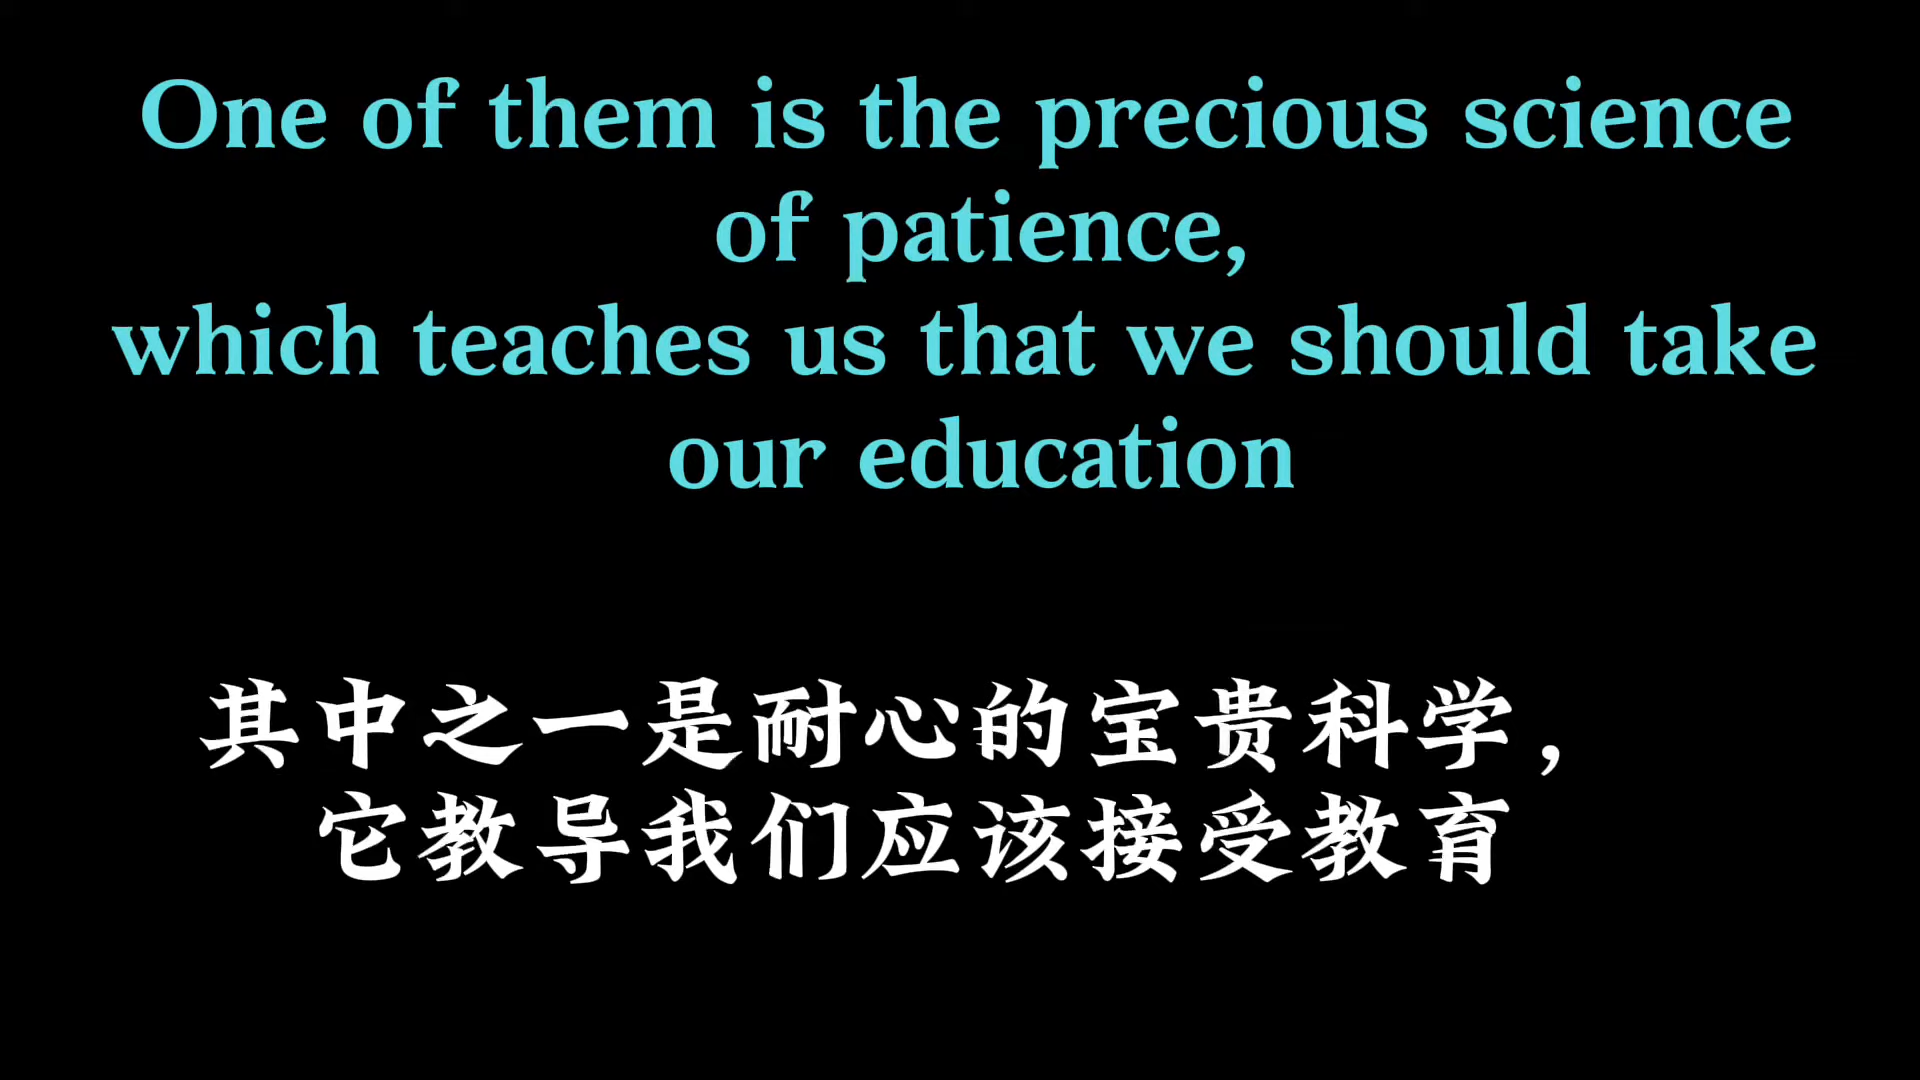 One of them is the precious science
of patience,
which teaches us that we should take
our education
其中之一是耐心的宝贵科学，
它教导我们应该接受教育